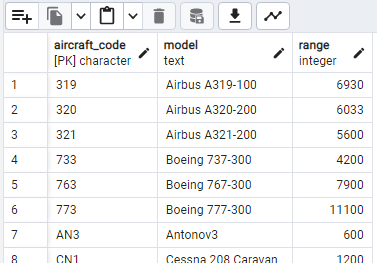 aircraft_code model range
[PK] character text integer
1 319 Airbus A319-100 6930
2 320 Airbus A320-200 6033
3 321 Airbus A321-200 5600
4 733 Boeing 737-300 4200
5 763 Boeing 767-300 7900
6 773 Boeing 777-300 11100
7 AN3 Antonov3 600
8 CN1 Cessna 208 Caravan 1200